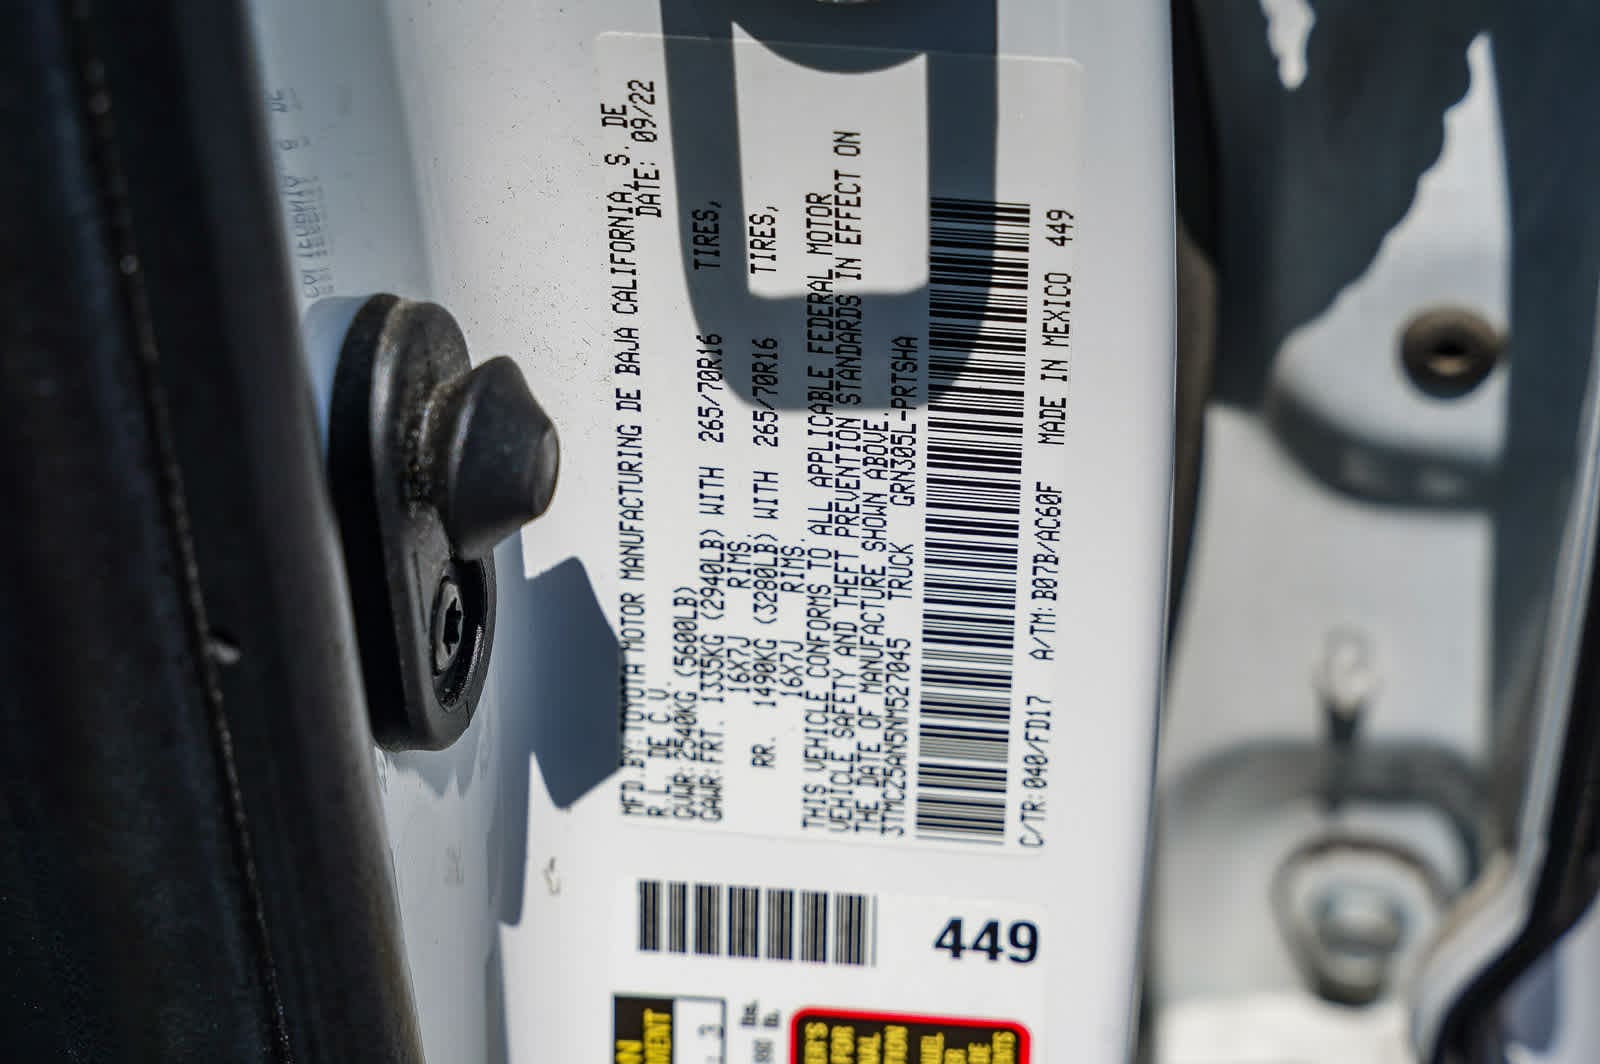 MFD.BY:TOYOTA MOTOR MANUFACTURING DE BAJA CALIFORNIA, S. DE
R.L. DE C.V. DATE: 09/22
GVWR:2540KG (5600LB)
GAWR:FRT. 1335KG (2940LB) WITH 265/70R16 TIRES,
16X7J RIMS.
RR. 1490KG (3280LB) WITH 265/70R16 TIRES,
16X7J RIMS.
THIS VEHICLE CONFORMS TO ALL APPLICABLE FEDERAL MOTOR
VEHICLE SAFETY AND THEFT PREVENTION STANDARDS IN EFFECT ON
THE DATE OF MANUFACTURE SHOWN ABOVE.
3TMCZ5AN5NM527045 TRUCK GRN305L-PRTSHA
C/TR:040/FD17 A/TM:B07B/AC60F MADE IN MEXICO 449
449